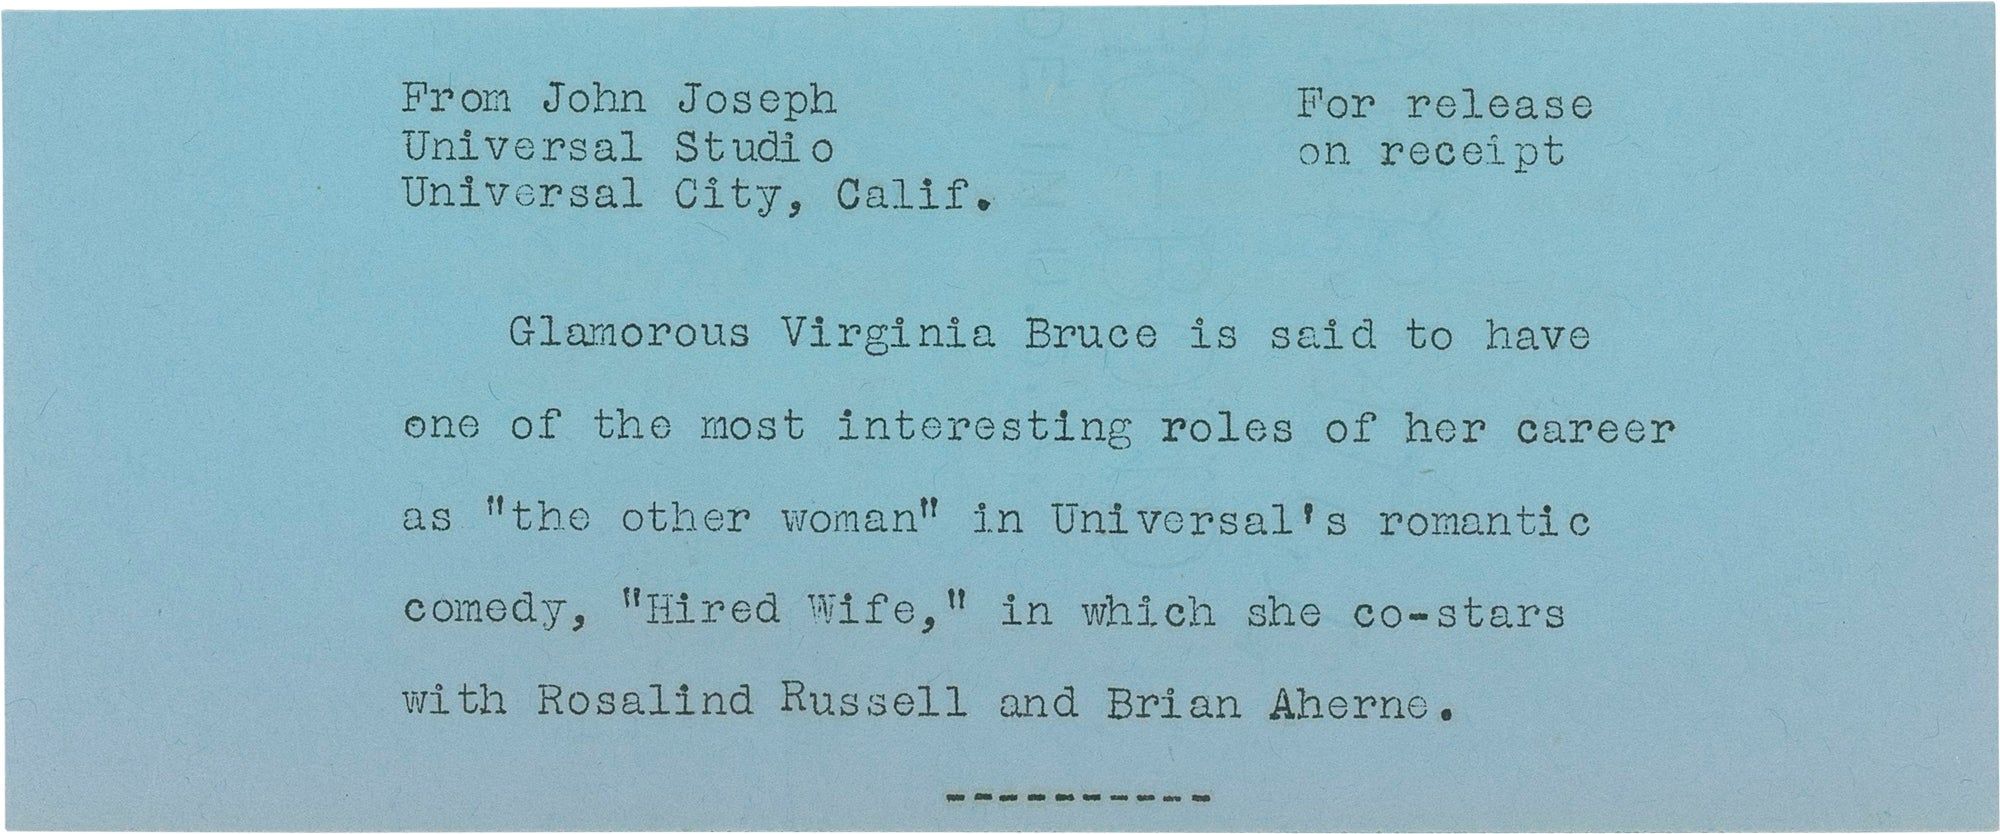 From John Joseph
Universal Studio
Universal City, Calif.
For release
on receipt
Glamorous Virginia Bruce is said to have
one of the most interesting roles of her career
as "the other woman" in Universal's romantic
comedy, "Hired Wife," in which she co-stars
with Rosalind Russell and Brian Aherne.
----------